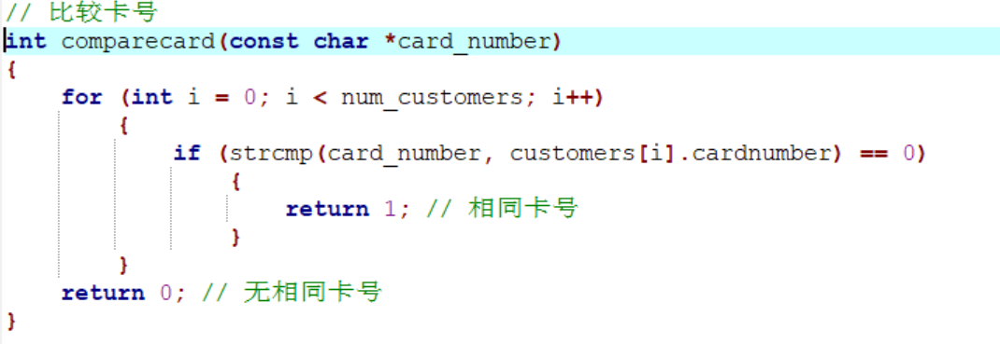 // 比较卡号
int comparecard(const char *card_number)
{
for (int i = 0; i < num_customers; i++)
{
if (strcmp(card_number, customers[i].cardnumber) == 0)
{
return 1; // 相同卡号
}
}
return 0; // 无相同卡号
}